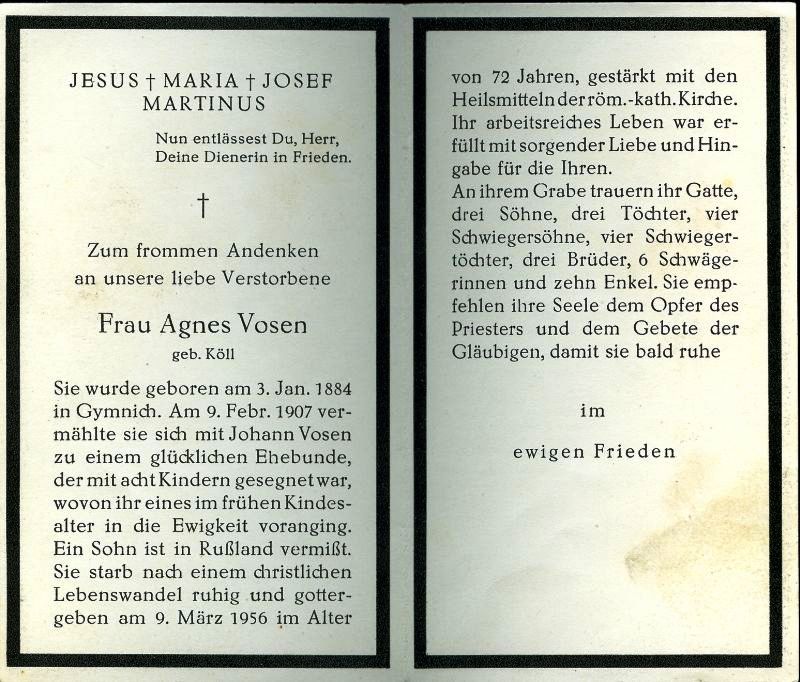 JESUS † MARIA † JOSEF
MARTINUS
Nun entlässest Du, Herr,
Deine Dienerin in Frieden.
†
Zum frommen Andenken
an unsere liebe Verstorbene
Frau Agnes Vosen
geb. Köll
Sie wurde geboren am 3. Jan. 1884
in Gymnich. Am 9. Febr. 1907 ver-
mählte sie sich mit Johann Vosen
zu einem glücklichen Ehebunde,
der mit acht Kindern gesegnet war,
wovon ihr eines im frühen Kindes-
alter in die Ewigkeit voranging.
Ein Sohn ist in Rußland vermißt.
Sie starb nach einem christlichen
Lebenswandel ruhig und gotter-
geben am 9. März 1956 im Alter
von 72 Jahren, gestärkt mit den
Heilsmitteln der röm.-kath. Kirche.
Ihr arbeitsreiches Leben war er-
füllt mit sorgender Liebe und Hin-
gabe für die Ihren.
An ihrem Grabe trauern ihr Gatte,
drei Söhne, drei Töchter, vier
Schwiegersöhne, vier Schwieger-
töchter, drei Brüder, 6 Schwäge-
rinnen und zehn Enkel. Sie emp-
fehlen ihre Seele dem Opfer des
Priesters und dem Gebete der
Gläubigen, damit sie bald ruhe
im
ewigen Frieden